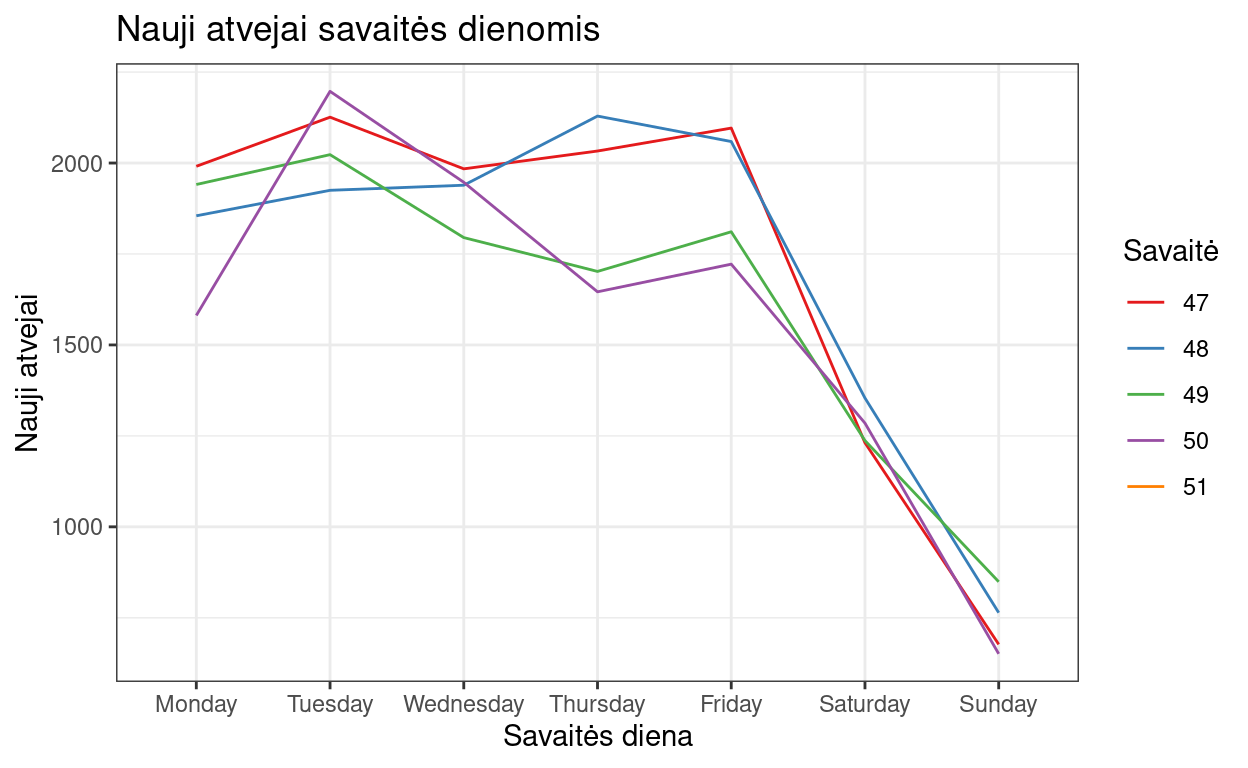 Nauji atvejai savaitės dienomis
Nauji atvejai
2000
1500
1000
Monday Tuesday Wednesday Thursday Friday Saturday Sunday
Savaitės diena
Savaitė
47
48
49
50
51